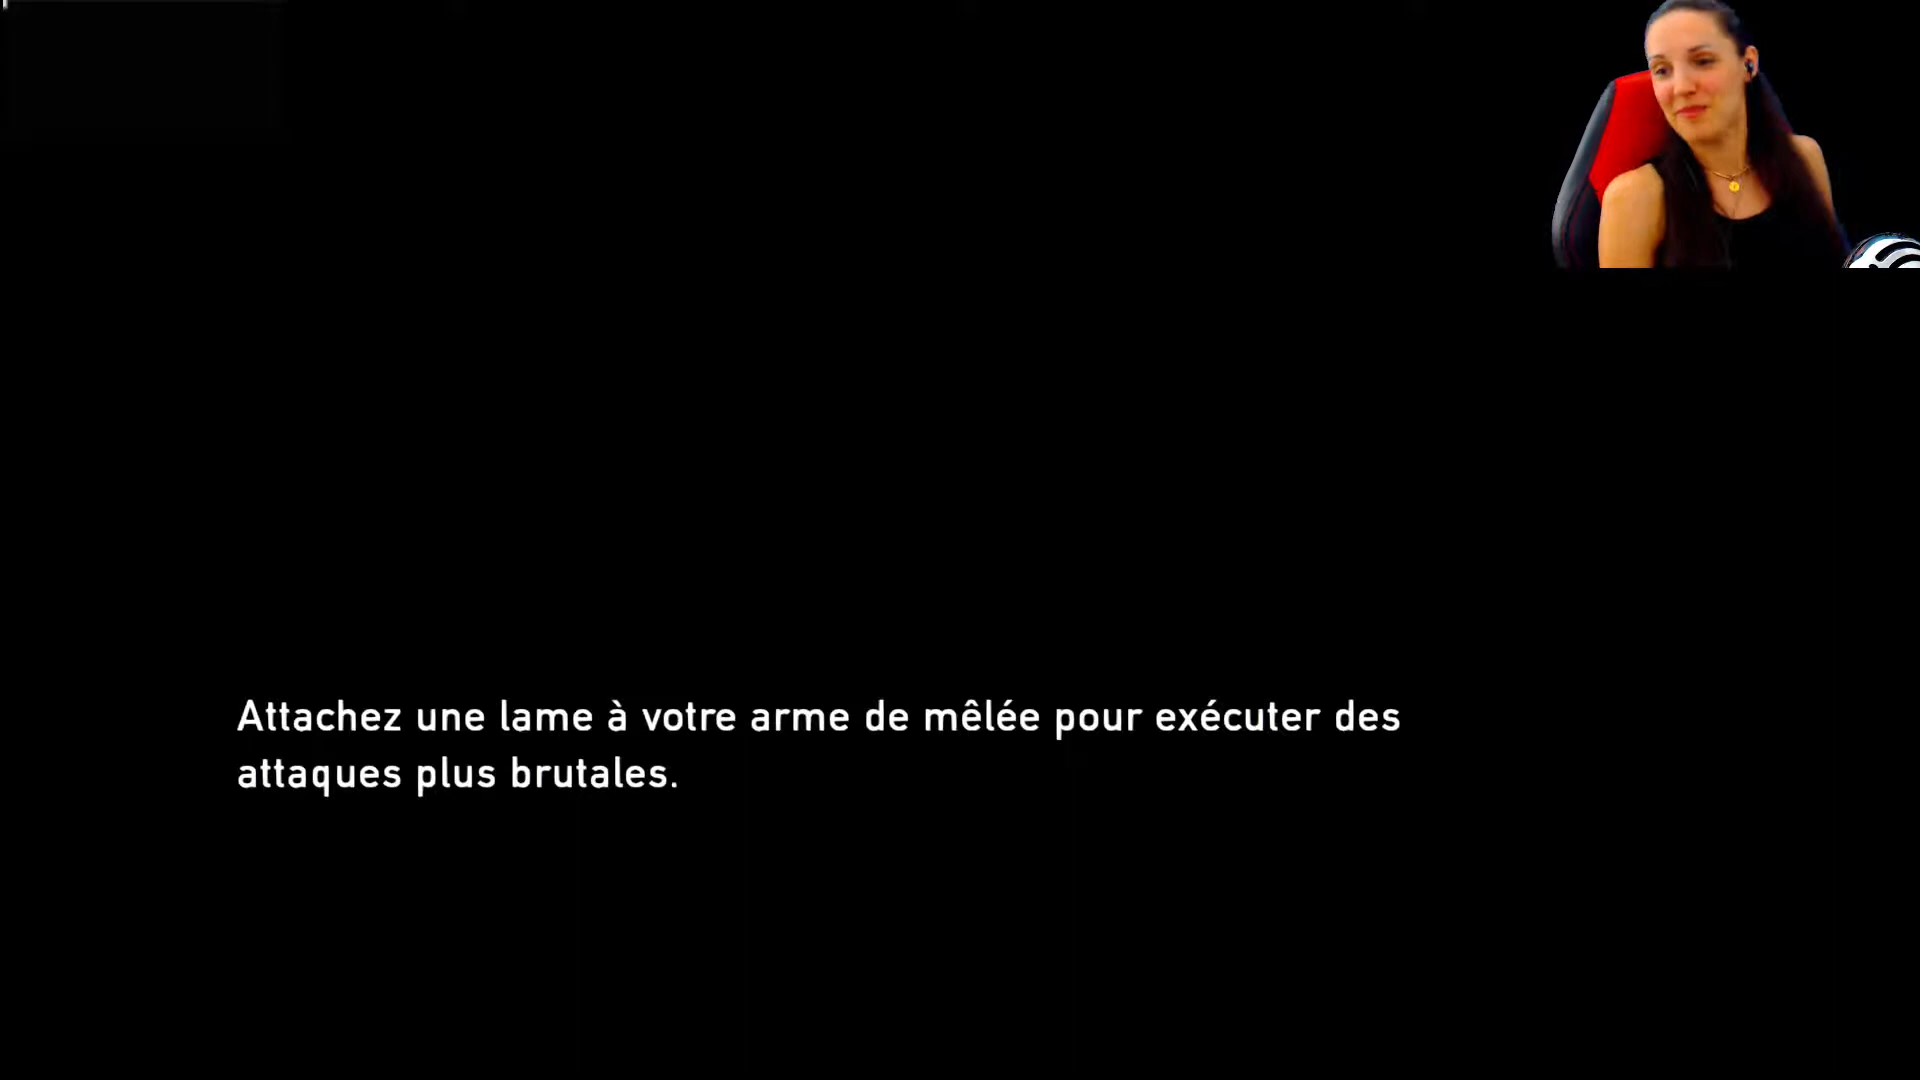 Attachez une lame à votre arme de mêlée pour exécuter des
attaques plus brutales.